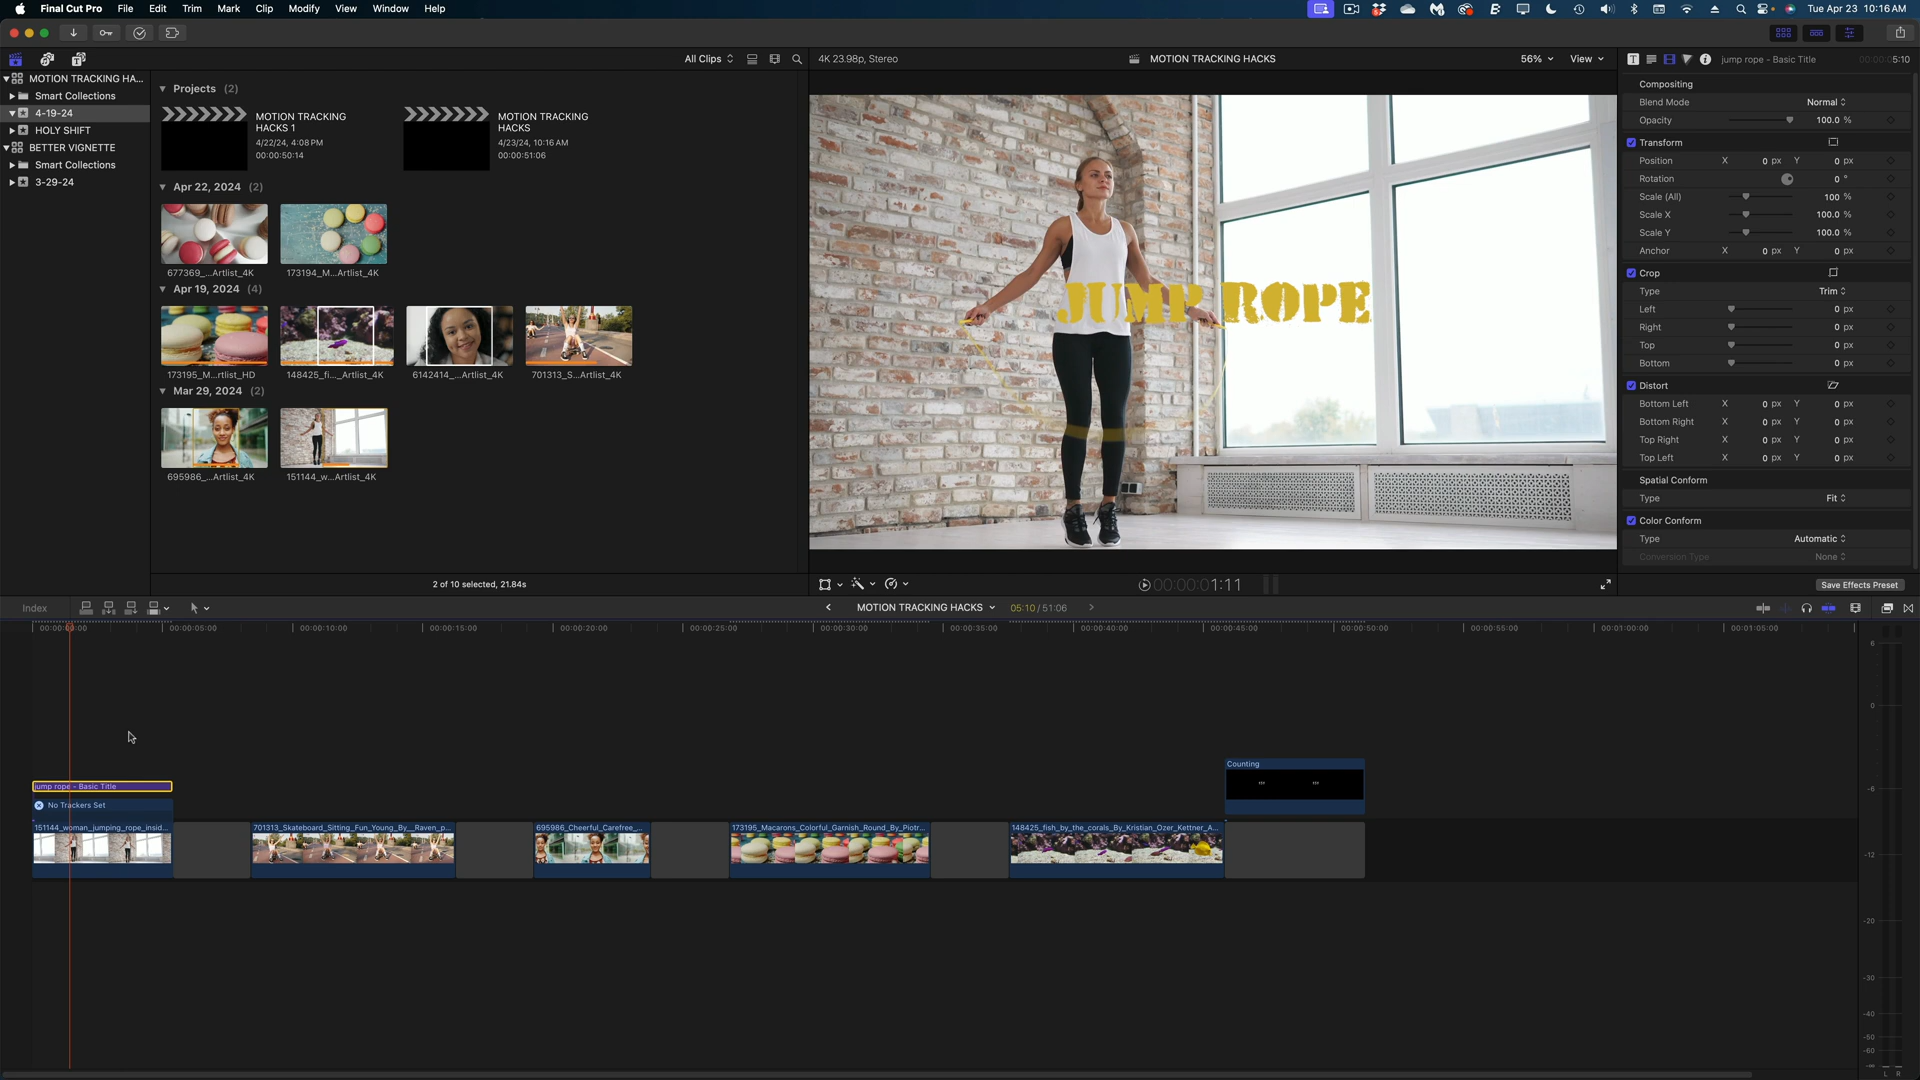 Final Cut Pro File Edit Trim Mark Clip Modify View Window Help Tue Apr 23 10:16 AM
All Clips 4K 23.98p, Stereo MOTION TRACKING HACKS 56% View jump rope - Basic Title 00:00:05:10
MOTION TRACKING HA...
Smart Collections
4-19-24
HOLY SHIFT
BETTER VIGNETTE
Smart Collections
3-29-24
Projects (2)
MOTION TRACKING
HACKS 1
4/22/24, 4:08 PM
00:00:50:14
MOTION TRACKING
HACKS
4/23/24, 10:16 AM
00:00:51:06
Apr 22, 2024 (2)
677369_...Artlist_4K 173194_M...Artlist_4K
Apr 19, 2024 (4)
173195_M...rtlist_HD 148425_fi..._Artlist_4K 6142414_...Artlist_4K 701313_S...Artlist_4K
Mar 29, 2024 (2)
695986_...Artlist_4K 151144_w...Artlist_4K
2 of 10 selected, 21.84s
JUMP ROPE
00:00:01:11
Compositing
Blend Mode Normal
Opacity 100.0 %
Transform
Position X 0 px Y 0 px
Rotation 0 °
Scale (All) 100 %
Scale X 100.0 %
Scale Y 100.0 %
Anchor X 0 px Y 0 px
Crop
Type Trim
Left 0 px
Right 0 px
Top 0 px
Bottom 0 px
Distort
Bottom Left X 0 px Y 0 px
Bottom Right X 0 px Y 0 px
Top Right X 0 px Y 0 px
Top Left X 0 px Y 0 px
Spatial Conform
Type Fit
Color Conform
Type Automatic
Conversion Type None
Save Effects Preset
Index MOTION TRACKING HACKS 05:10 / 51:06
00:00:00:00 00:00:05:00 00:00:10:00 00:00:15:00 00:00:20:00 00:00:25:00 00:00:30:00 00:00:35:00 00:00:40:00 00:00:45:00 00:00:50:00 00:00:55:00 00:01:00:00 00:01:05:00
Counting
jump rope - Basic Title
No Trackers Set
151144_woman_jumping_rope_insid... 701313_Skateboard_Sitting_Fun_Young_By__Raven_p... 695986_Cheerful_Carefree_... 173195_Macarons_Colorful_Garnish_Round_By_Piotr... 148425_fish_by_the_corals_By_Kristian_Ozer_Kettner_A...
6
0
-6
-12
-20
-30
-40
-50
-60
-∞
L R